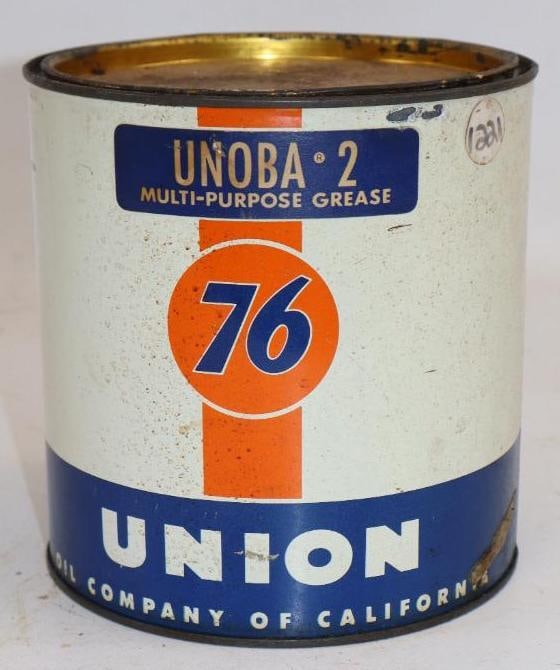 UNOBA® 2
MULTI-PURPOSE GREASE
1221
76
UNION
OIL COMPANY OF CALIFORNIA